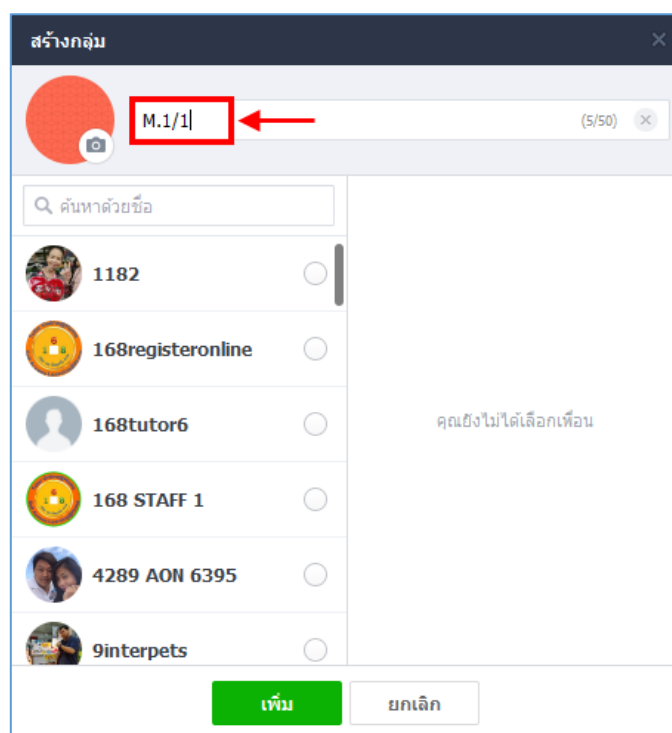 สร้างกลุ่ม
M.1/1
(5/50)
ค้นหาด้วยชื่อ
1182
168registeronline
168tutor6
168 STAFF 1
4289 AON 6395
9interpets
คุณยังไม่ได้เลือกเพื่อน
เพิ่ม
ยกเลิก